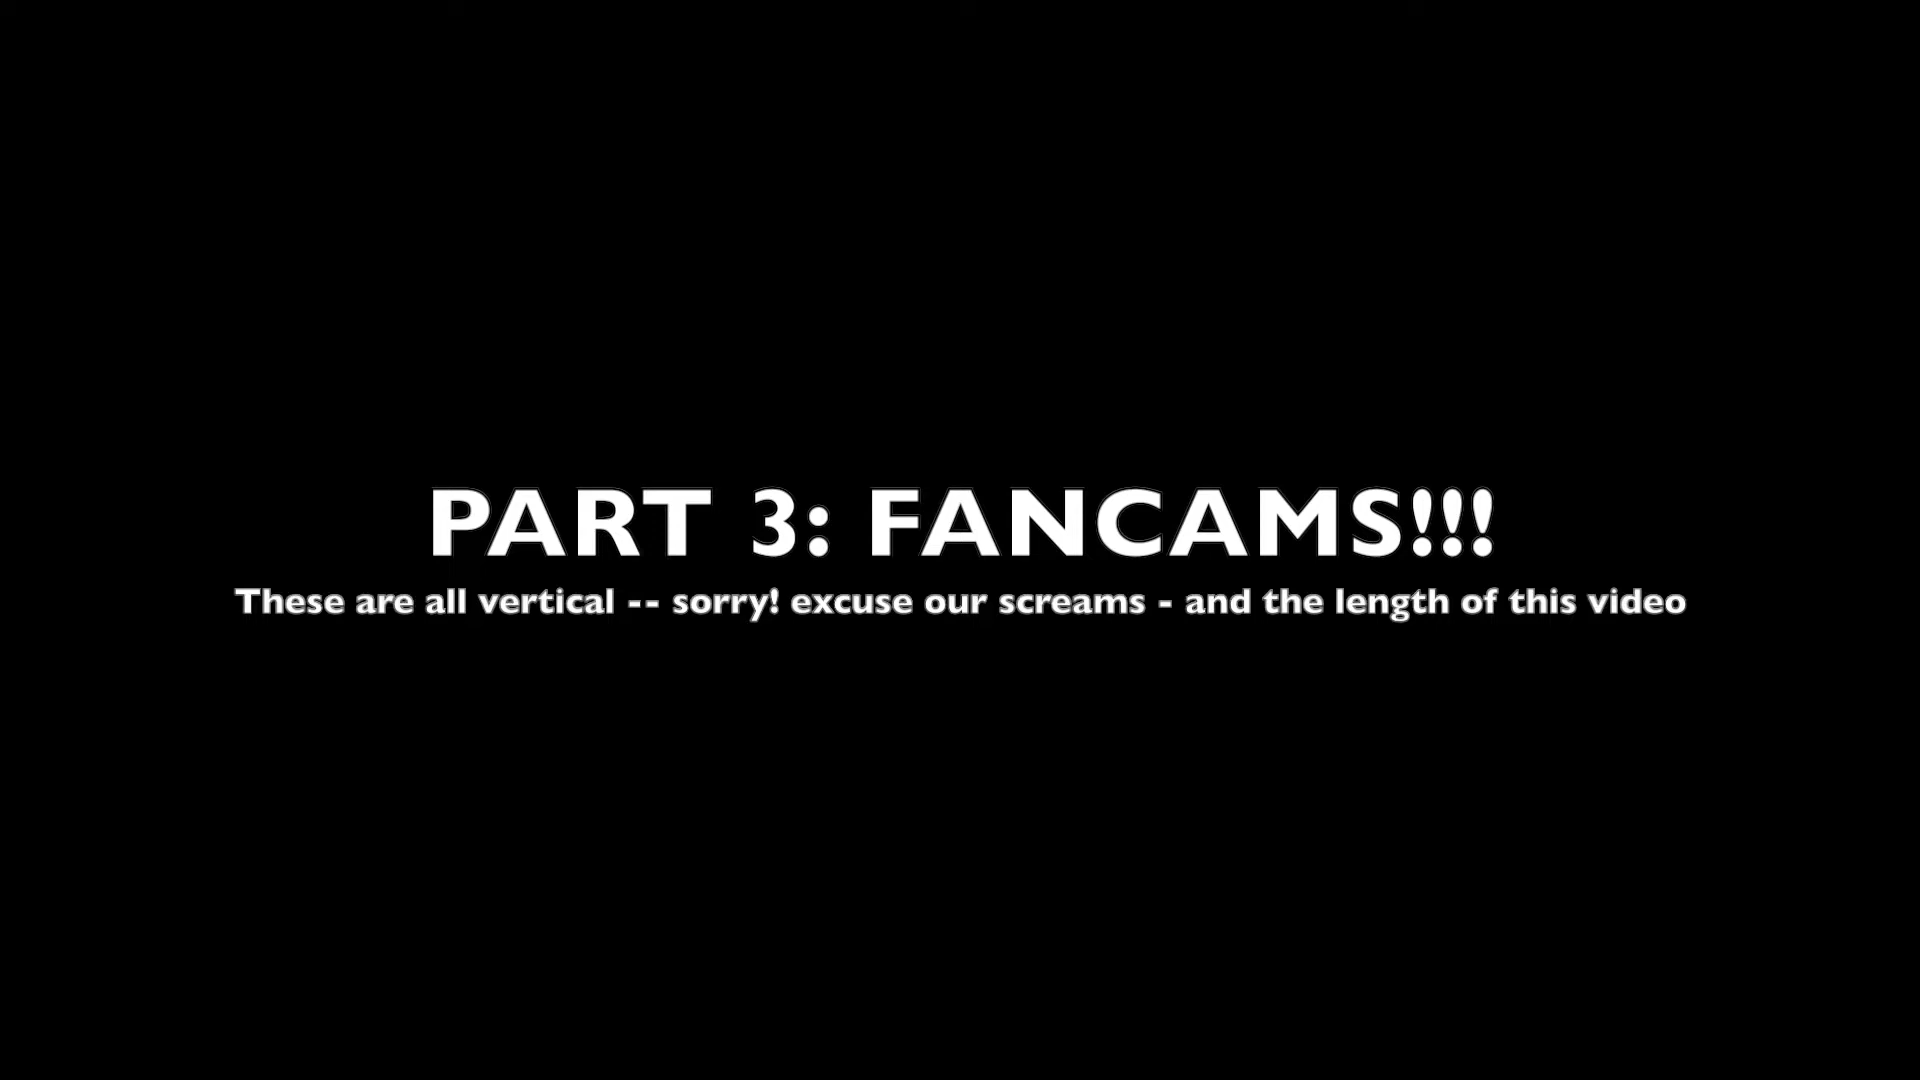 PART 3: FANCAMS!!!
These are all vertical -- sorry! excuse our screams - and the length of this video